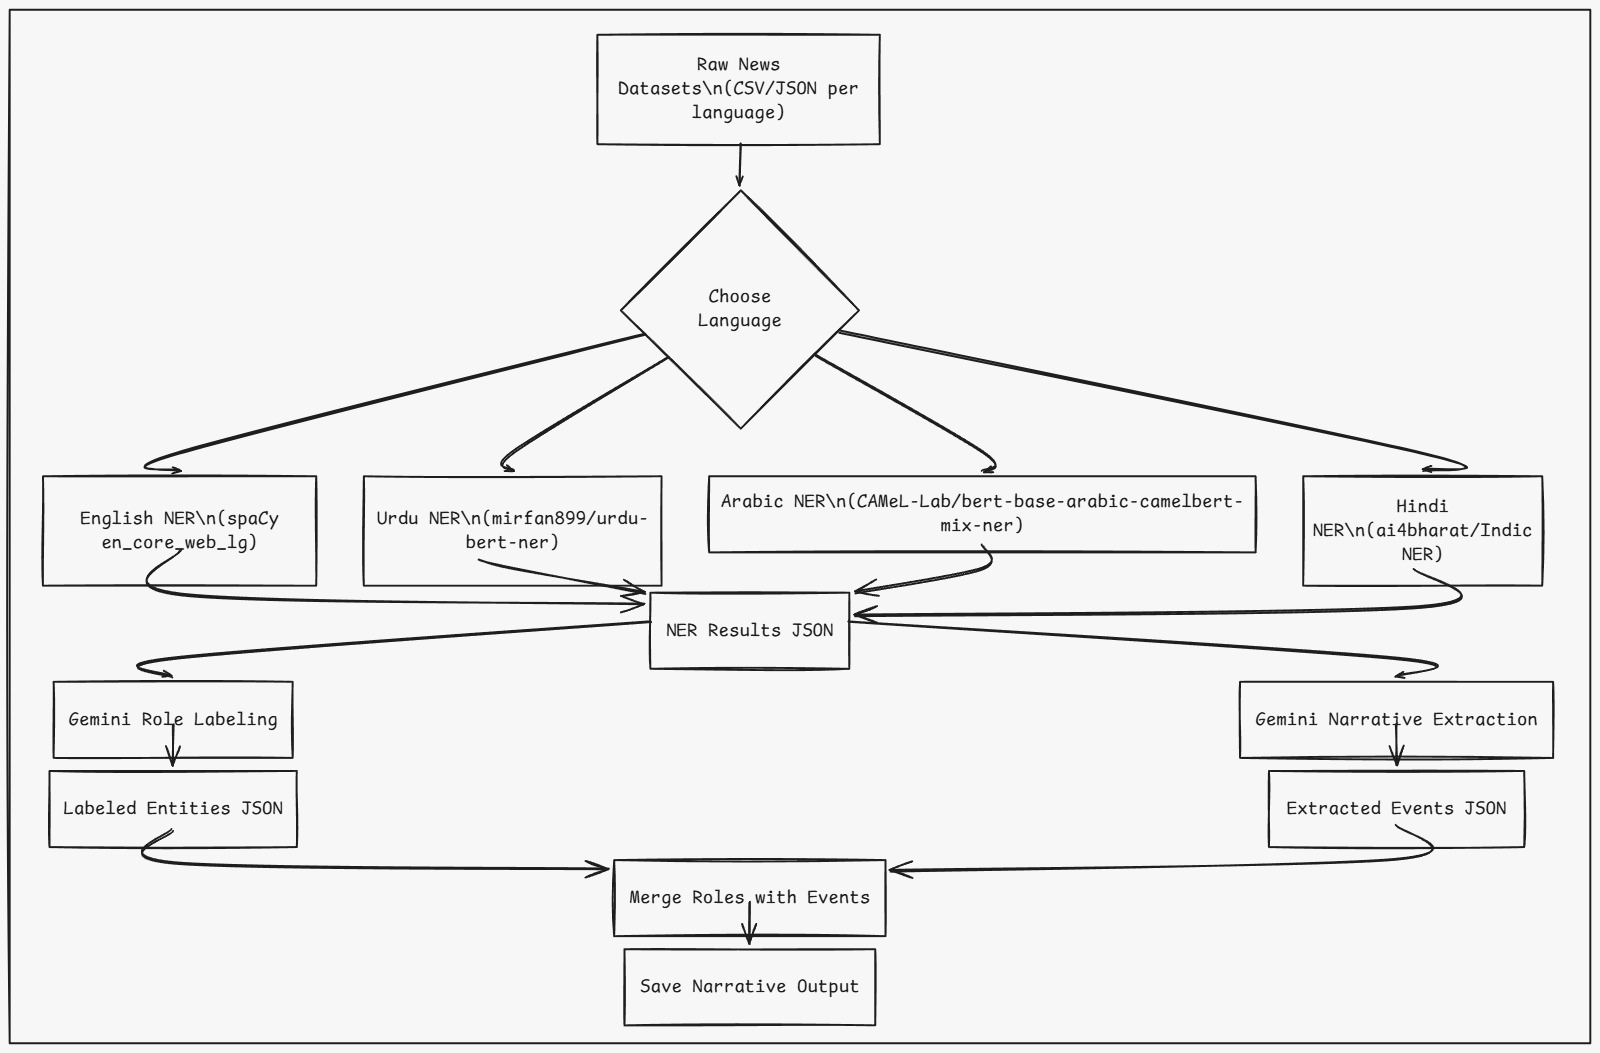 Raw News
Datasets\n(CSV/JSON per
language)
Choose
Language
English NER\n(spaCy
en_core_web_lg)
Urdu NER\n(mirfan899/urdu-
bert-ner)
Arabic NER\n(CAMeL-Lab/bert-base-arabic-camelbert-
mix-ner)
Hindi
NER\n(ai4bharat/Indic
NER)
NER Results JSON
Gemini Role Labeling
Gemini Narrative Extraction
Labeled Entities JSON
Extracted Events JSON
Merge Roles with Events
Save Narrative Output